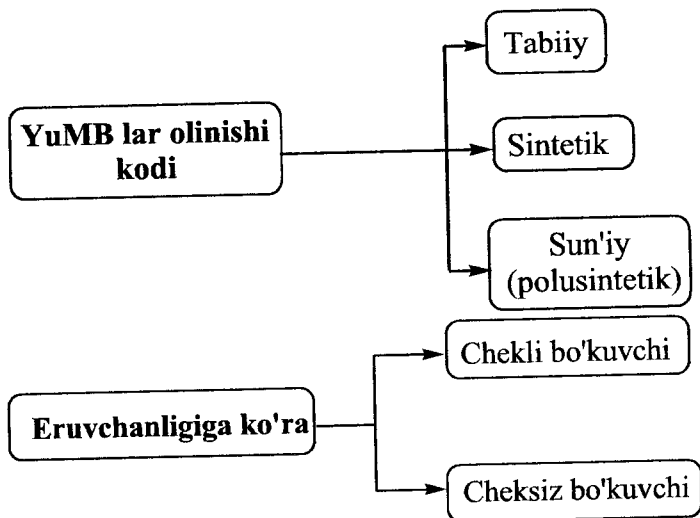 Tabiiy
YuMB lar olinishi
kodi
Sintetik
Sun'iy
(polusintetik)
Chekli bo'kuvchi
Eruvchanligiga ko'ra
Cheksiz bo'kuvchi